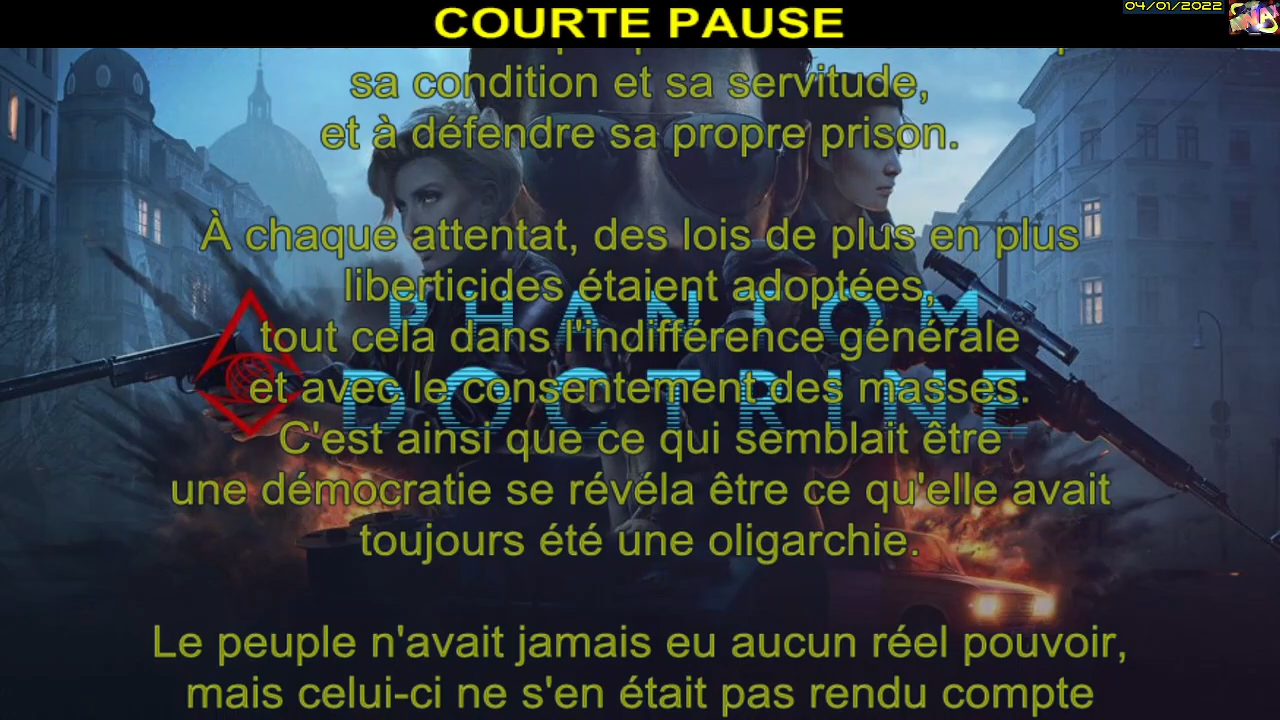 COURTE PAUSE
04/01/2022
sa condition et sa servitude,
et à défendre sa propre prison.
À chaque attentat, des lois de plus en plus
liberticides étaient adoptées,
PHANTOM
tout cela dans l'indifférence générale
et avec le consentement des masses.
DOCTRINE
C'est ainsi que ce qui semblait être
une démocratie se révéla être ce qu'elle avait
toujours été une oligarchie.
Le peuple n'avait jamais eu aucun réel pouvoir,
mais celui-ci ne s'en était pas rendu compte